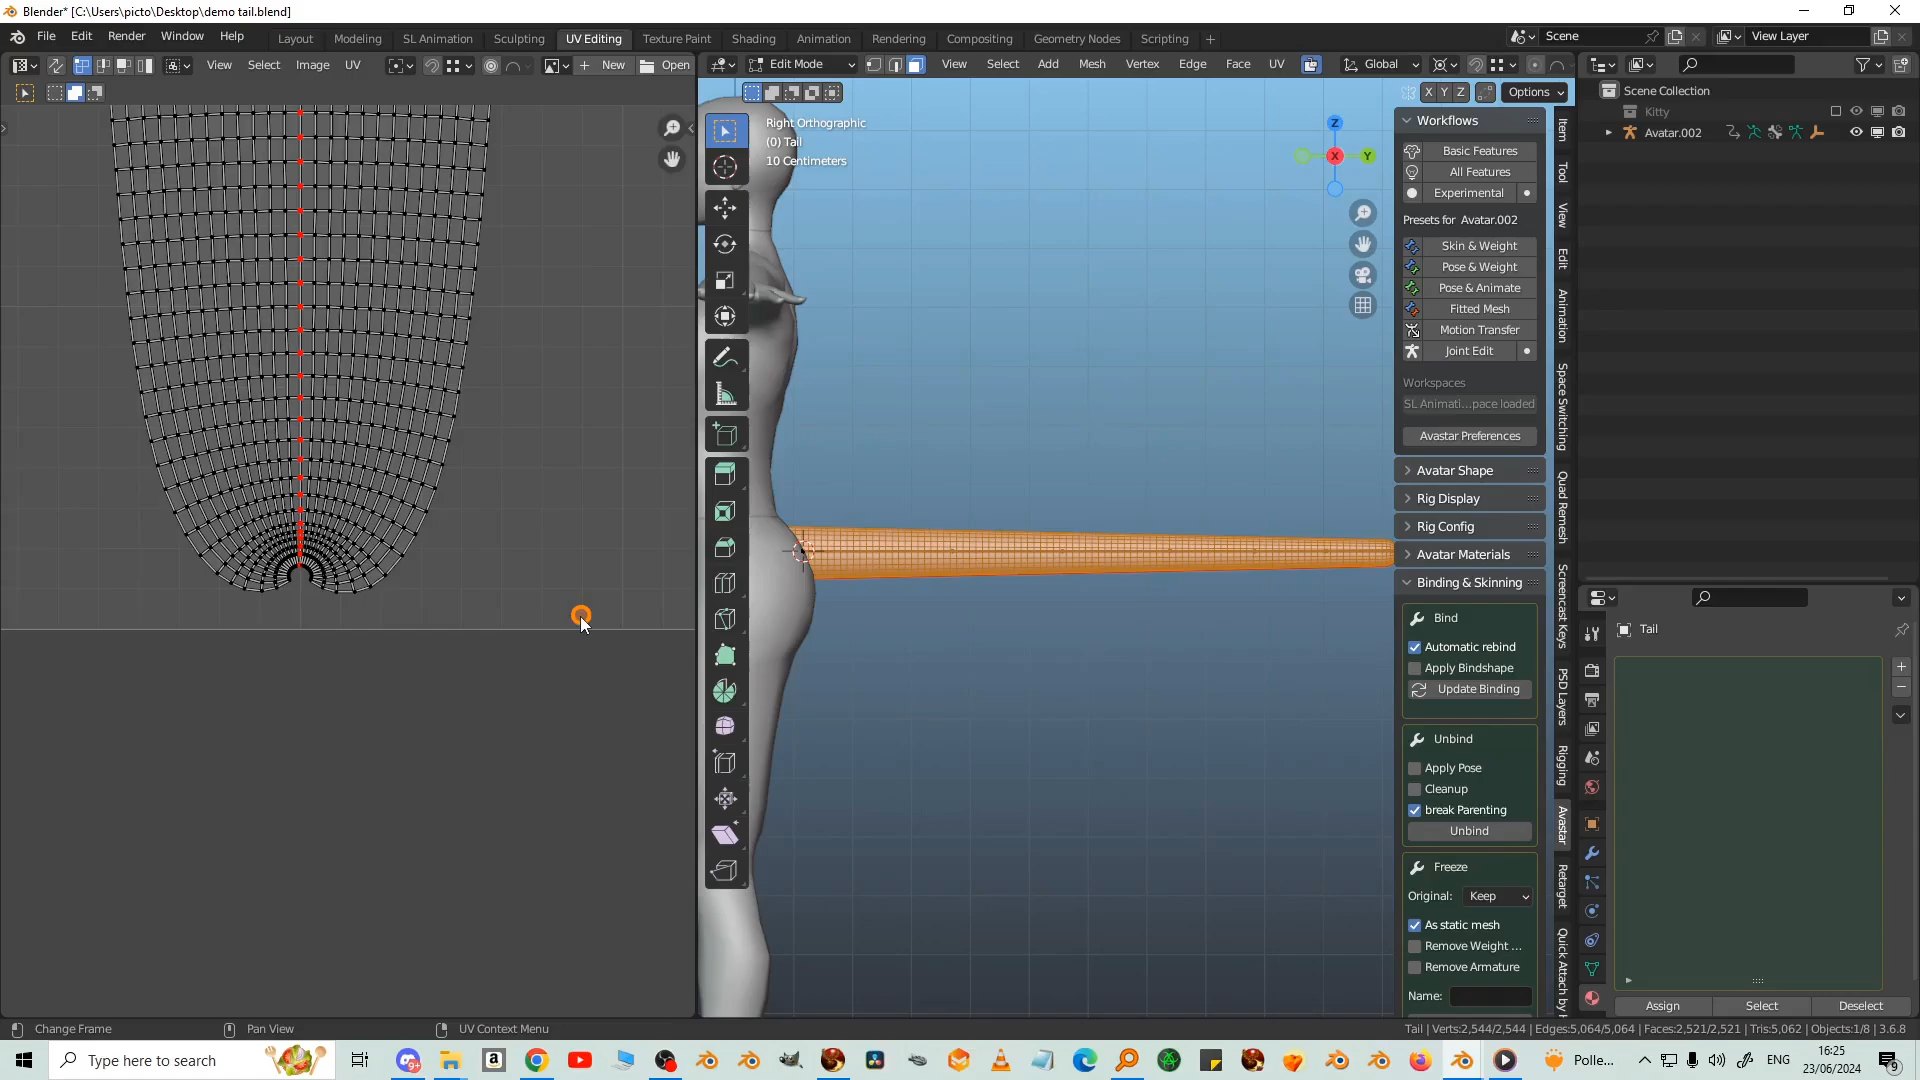 Blender* [C:\Users\picto\Desktop\demo tail.blend]
File Edit Render Window Help
Layout Modeling SL Animation Sculpting UV Editing Texture Paint Shading Animation Rendering Compositing Geometry Nodes Scripting +
Scene
View Layer
View Select Image UV
New
Open
Edit Mode
View Select Add Mesh Vertex Edge Face UV
Global
X Y Z
Options
Right Orthographic
(0) Tail
10 Centimeters
Z
X
Y
Workflows
Basic Features
All Features
Experimental
Presets for Avatar.002
Skin & Weight
Pose & Weight
Pose & Animate
Fitted Mesh
Motion Transfer
Joint Edit
Workspaces
SL Animati...pace loaded
Avastar Preferences
Avatar Shape
Rig Display
Rig Config
Avatar Materials
Binding & Skinning
Bind
Automatic rebind
Apply Bindshape
Update Binding
Unbind
Apply Pose
Cleanup
break Parenting
Unbind
Freeze
Original: Keep
As static mesh
Remove Weight ...
Remove Armature
Name:
Item
Tool
View
Edit
Animation
Space Switching
Quad Remesh
Screencast Keys
PSD Layers
Rigging
Avastar
Retarget
Quick Attach by
Scene Collection
Kitty
Avatar.002
Tail
Assign Select Deselect
Change Frame
Pan View
UV Context Menu
Tail | Verts:2,544/2,544 | Edges:5,064/5,064 | Faces:2,521/2,521 | Tris:5,062 | Objects:1/8 | 3.6.8
Type here to search
9+
a
Polle...
ENG
16:25
23/06/2024
9